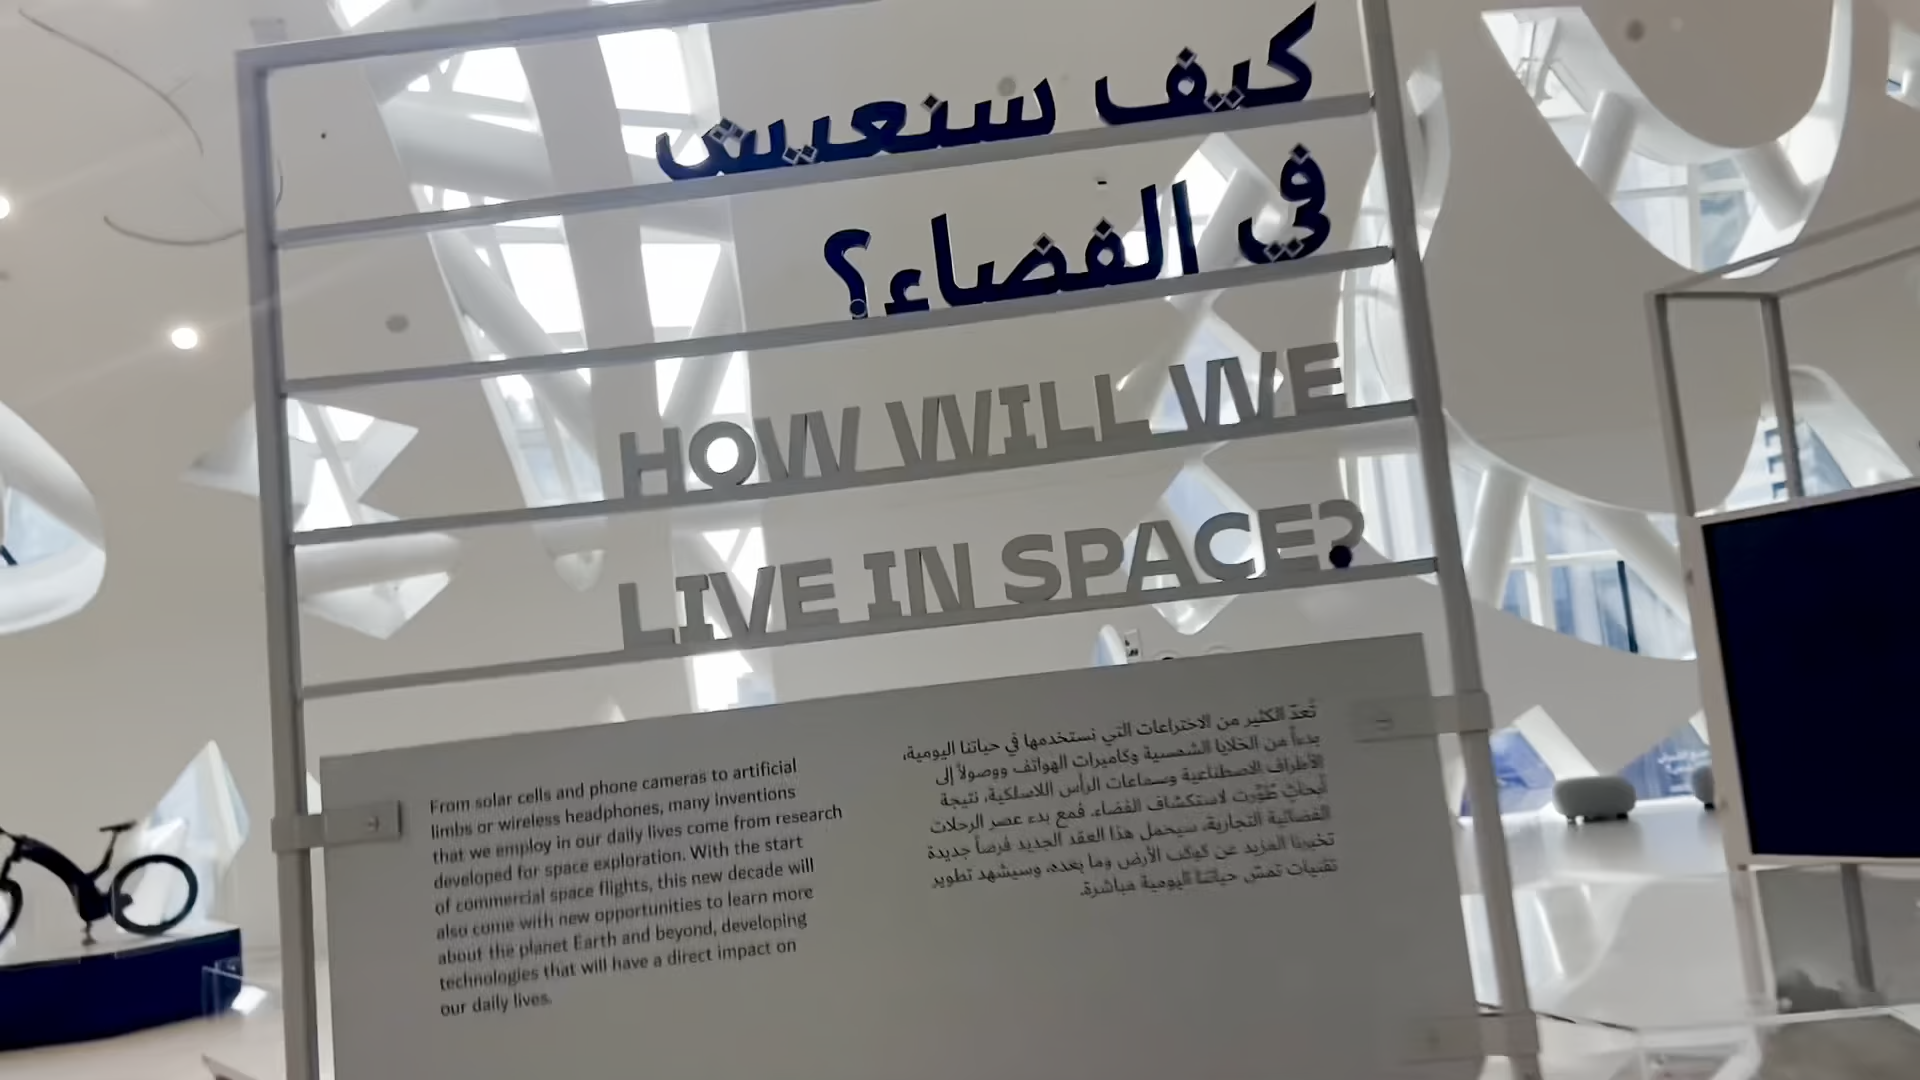 كيف سنعيش
في الفضاء؟
HOW WILL WE
LIVE IN SPACE?
From solar cells and phone cameras to artificial
limbs or wireless headphones, many inventions
that we employ in our daily lives come from research
developed for space exploration. With the start
of commercial space flights, this new decade will
also come with new opportunities to learn more
about the planet Earth and beyond, developing
technologies that will have a direct impact on
our daily lives.
تُعدّ الكثير من الاختراعات التي نستخدمها في حياتنا اليومية،
بدءاً من الخلايا الشمسية وكاميرات الهواتف ووصولاً إلى
الأطراف الاصطناعية وسماعات الرأس اللاسلكية، نتيجة
أبحاثٍ طُوّرت لاستكشاف الفضاء. فمع بدء عصر الرحلات
الفضائية التجارية، سيحمل هذا العقد الجديد فرصاً جديدة
تخبرنا المزيد عن كوكب الأرض وما بعده، وسيشهد تطوير
تقنيات تمسّ حياتنا اليومية مباشرة.